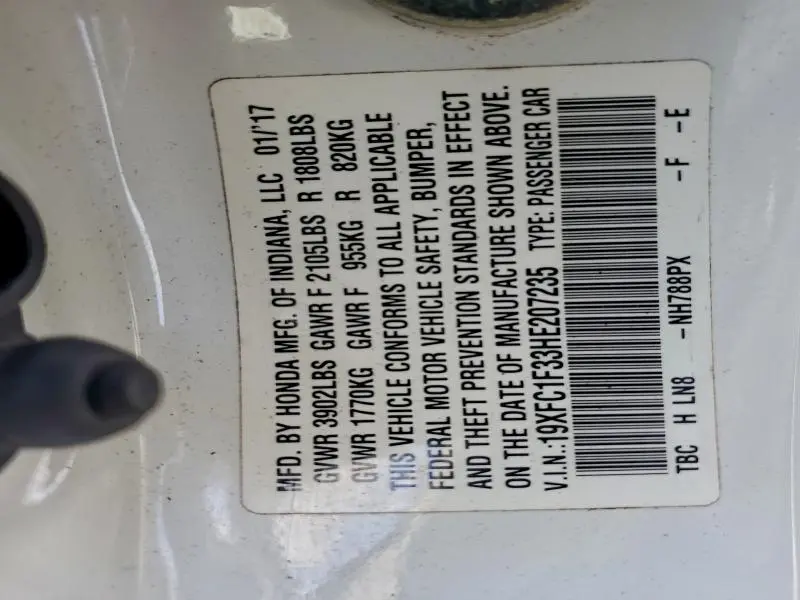 MFD. BY HONDA MFG. OF INDIANA, LLC 01/'17
GVWR 3902LBS GAWR F 2105LBS R 1808LBS
GVWR 1770KG GAWR F 955KG R 820KG
THIS VEHICLE CONFORMS TO ALL APPLICABLE
FEDERAL MOTOR VEHICLE SAFETY, BUMPER,
AND THEFT PREVENTION STANDARDS IN EFFECT
ON THE DATE OF MANUFACTURE SHOWN ABOVE.
V.I.N.:19XFC1F33HE207235 TYPE: PASSENGER CAR
TBC H LN8 -NH788PX -F -E